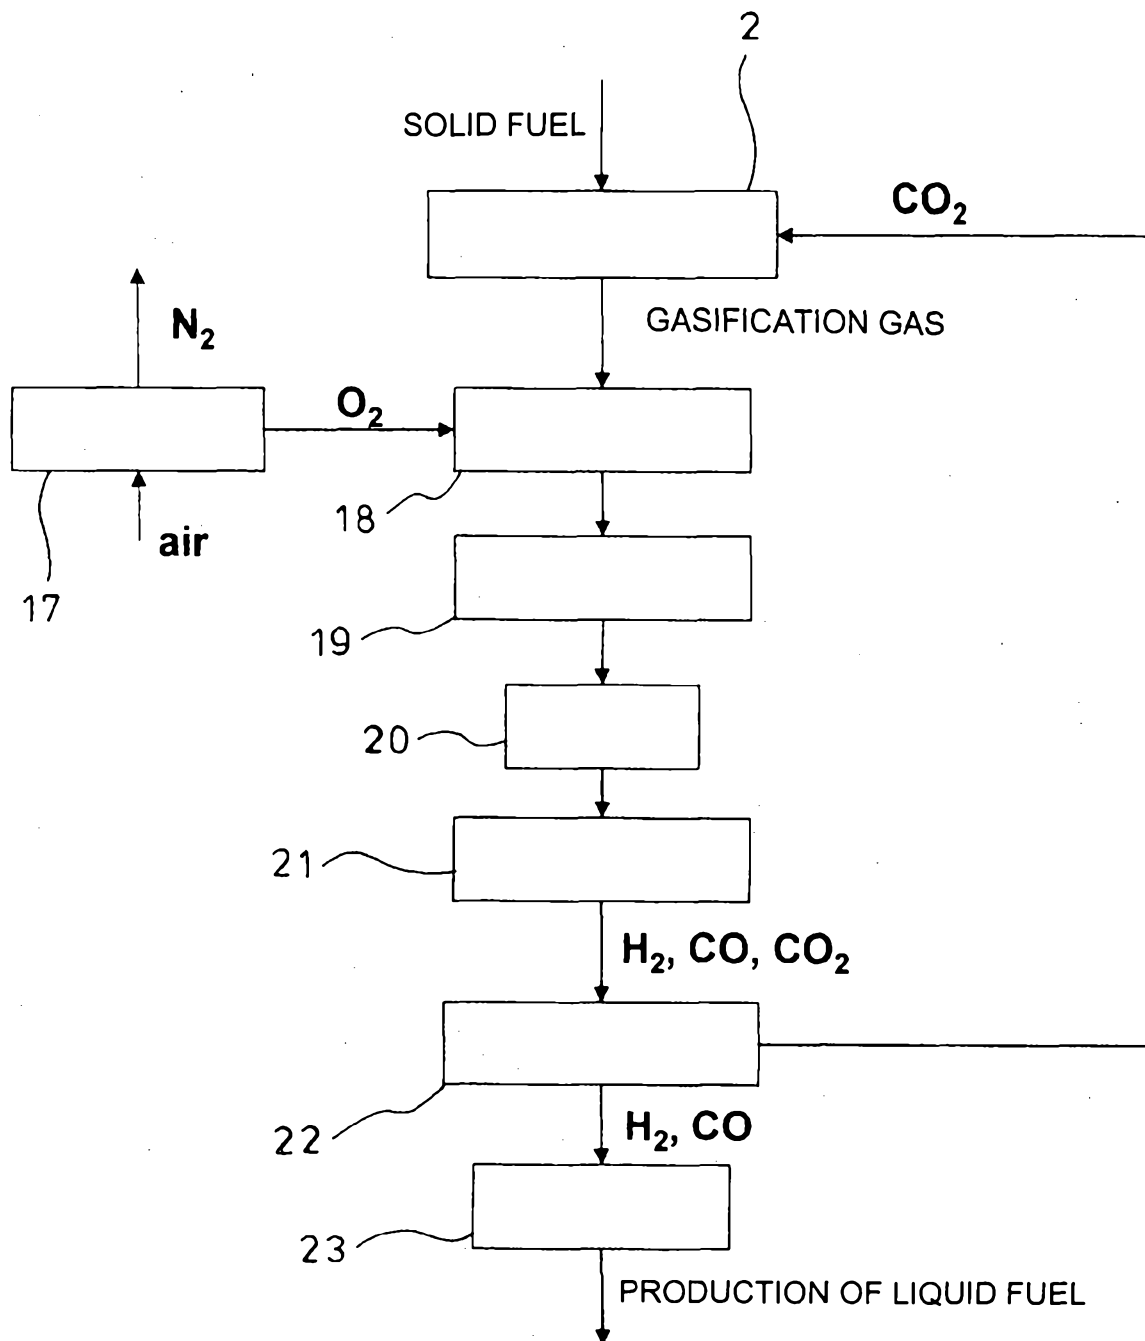 2
SOLID FUEL
CO₂
GASIFICATION GAS
N₂
O₂
18
air
17
19
20
21
H₂, CO, CO₂
22
H₂, CO
23
PRODUCTION OF LIQUID FUEL